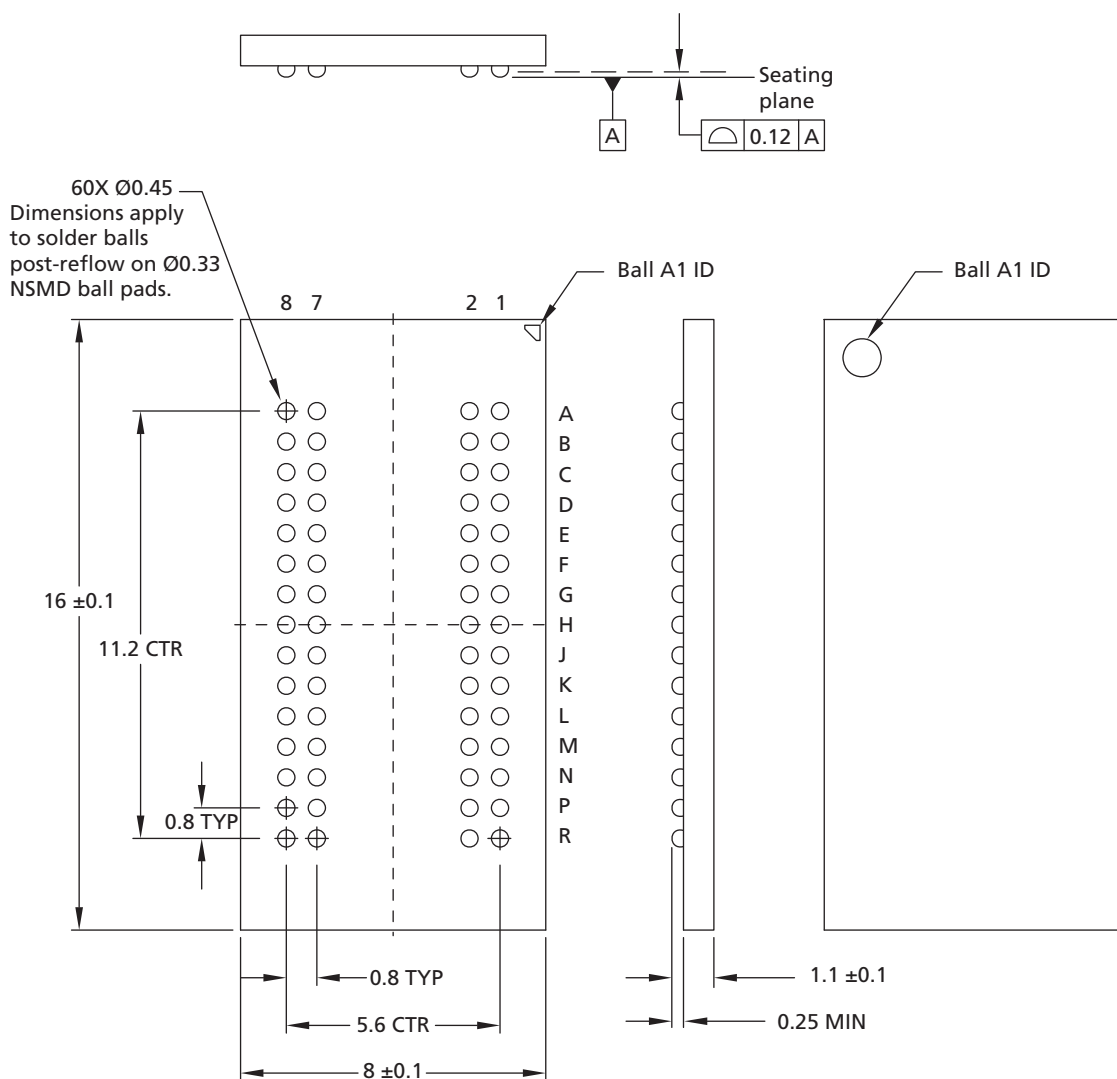 Seating
plane
A
0.12 A
60X Ø0.45
Dimensions apply
to solder balls
post-reflow on Ø0.33
NSMD ball pads.
Ball A1 ID
Ball A1 ID
8 7 2 1
A
B
C
D
E
F
G
16 ±0.1
H
11.2 CTR
J
K
L
M
N
P
0.8 TYP
R
0.8 TYP
1.1 ±0.1
5.6 CTR
0.25 MIN
8 ±0.1